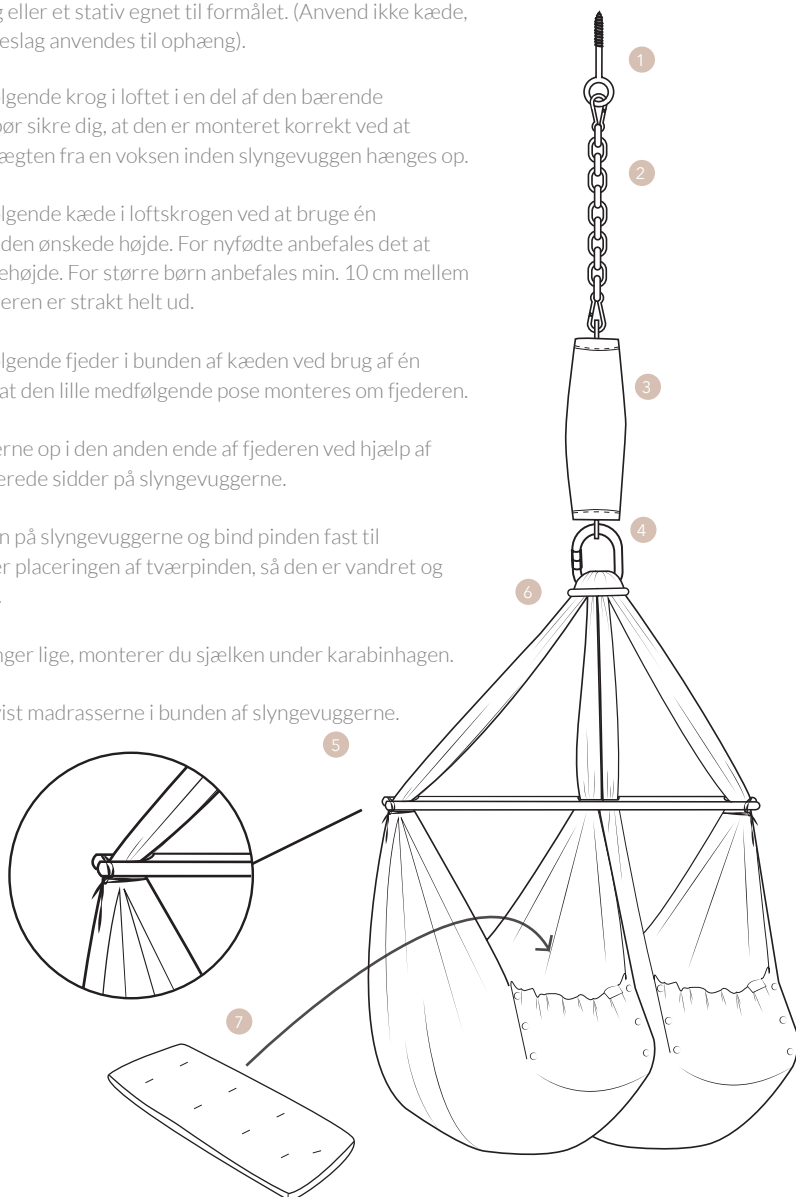 eller et stativ egnet til formålet. (Anvend ikke kæde,
eslag anvendes til ophæng).
lgende krog i loftet i en del af den bærende
bør sikre dig, at den er monteret korrekt ved at
ægten fra en voksen inden slyngevuggen hænges op.
lgende kæde i loftskrogen ved at bruge én
den ønskede højde. For nyfødte anbefales det at
ehøjde. For større børn anbefales min. 10 cm mellem
eren er strakt helt ud.
lgende fjeder i bunden af kæden ved brug af én
at den lille medfølgende pose monteres om fjederen.
erne op i den anden ende af fjederen ved hjælp af
erede sidder på slyngevuggerne.
n på slyngevuggerne og bind pinden fast til
er placeringen af tværpinden, så den er vandret og
.
nger lige, monterer du sjælken under karabinhagen.
vist madrasserne i bunden af slyngevuggerne.
1
2
3
4
6
5
7